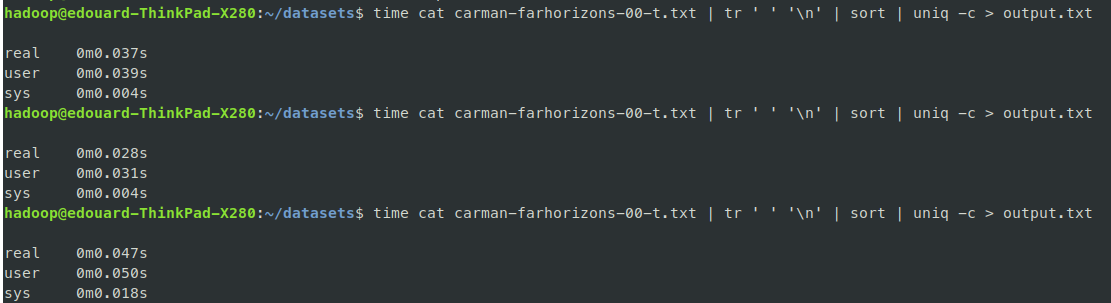 hadoop@edouard-ThinkPad-X280:~/datasets$ time cat carman-farhorizons-00-t.txt | tr ' ' '\n' | sort | uniq -c > output.txt
real 0m0.037s
user 0m0.039s
sys 0m0.004s
hadoop@edouard-ThinkPad-X280:~/datasets$ time cat carman-farhorizons-00-t.txt | tr ' ' '\n' | sort | uniq -c > output.txt
real 0m0.028s
user 0m0.031s
sys 0m0.004s
hadoop@edouard-ThinkPad-X280:~/datasets$ time cat carman-farhorizons-00-t.txt | tr ' ' '\n' | sort | uniq -c > output.txt
real 0m0.047s
user 0m0.050s
sys 0m0.018s